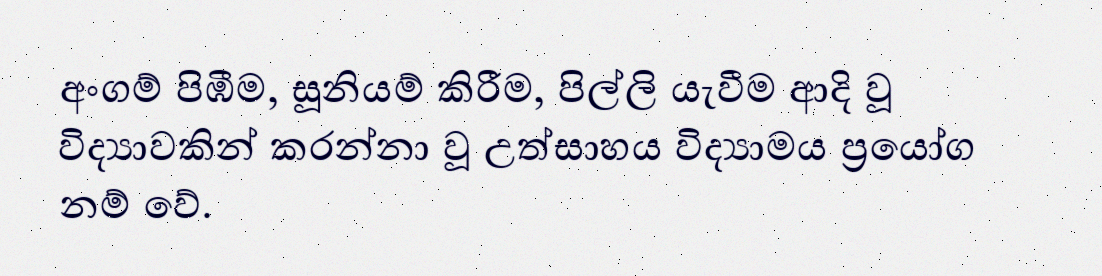 අංගම් පිඹීම, සූනියම් කිරීම, පිල්ලි යැවීම ආදි වූ
විද්‍යාවකින් කරන්නා වූ උත්සාහය විද්‍යාමය ප්‍රයෝග
නම් වේ.